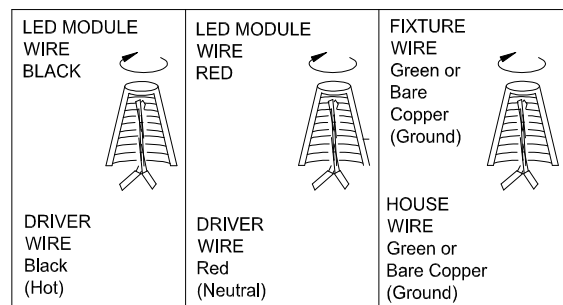 LED MODULE
WIRE
BLACK
DRIVER
WIRE
Black
(Hot)
LED MODULE
WIRE
RED
DRIVER
WIRE
Red
(Neutral)
FIXTURE
WIRE
Green or
Bare
Copper
(Ground)
HOUSE
WIRE
Green or
Bare Copper
(Ground)